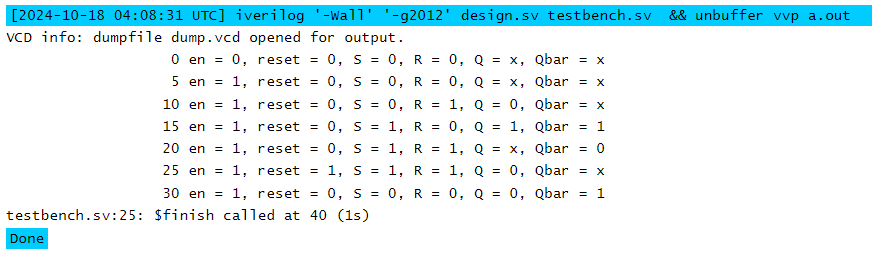 [2024-10-18 04:08:31 UTC] iverilog '-Wall' '-g2012' design.sv testbench.sv  && unbuffer vvp a.out
VCD info: dumpfile dump.vcd opened for output.
                   0 en = 0, reset = 0, S = 0, R = 0, Q = x, Qbar = x
                   5 en = 1, reset = 0, S = 0, R = 0, Q = x, Qbar = x
                  10 en = 1, reset = 0, S = 0, R = 1, Q = 0, Qbar = x
                  15 en = 1, reset = 0, S = 1, R = 0, Q = 1, Qbar = 1
                  20 en = 1, reset = 0, S = 1, R = 1, Q = x, Qbar = 0
                  25 en = 1, reset = 1, S = 1, R = 1, Q = 0, Qbar = x
                  30 en = 1, reset = 0, S = 0, R = 0, Q = 0, Qbar = 1
testbench.sv:25: $finish called at 40 (1s)
Done